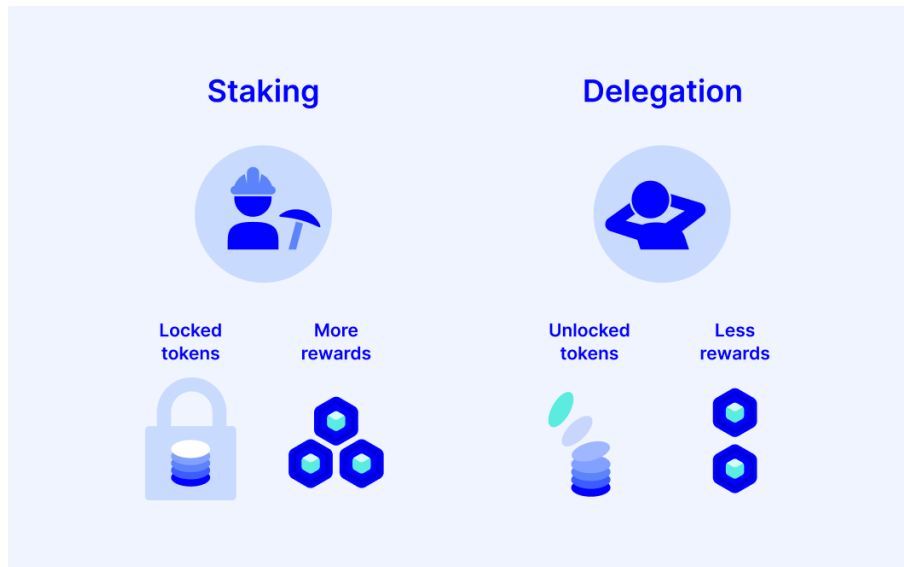 Staking
Delegation
Locked
tokens
More
rewards
Unlocked
tokens
Less
rewards